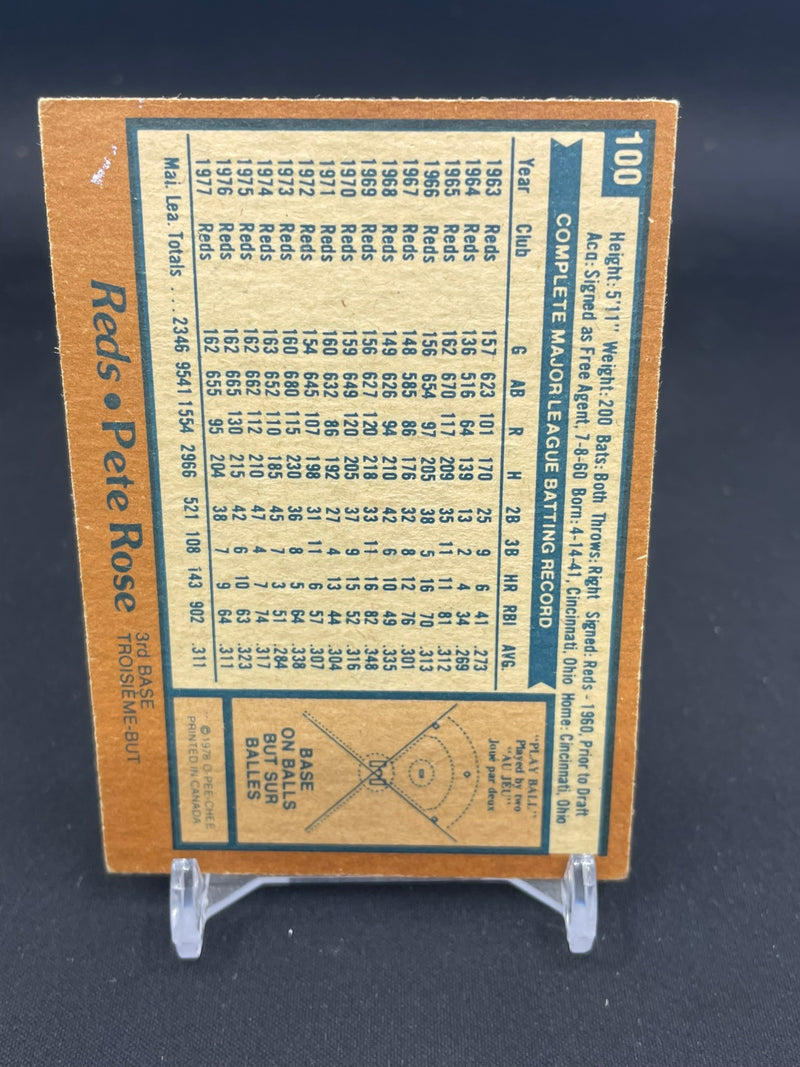 100
Height: 5'11" Weight: 200 Bats: Both Throws: Right Signed: Reds - 1960, Prior to Draft
Acq: Signed as Free Agent, 7-8-60 Born: 4-14-41, Cincinnati, Ohio Home: Cincinnati, Ohio
COMPLETE MAJOR LEAGUE BATTING RECORD
Year Club G AB R H 2B 3B HR RBI AVG.
1963 Reds 157 623 101 170 25 9 6 41 .273
1964 Reds 136 516 64 139 13 2 4 34 .269
1965 Reds 162 670 117 209 35 11 11 81 .312
1966 Reds 156 654 97 205 38 5 16 70 .313
1967 Reds 148 585 86 176 32 8 12 76 .301
1968 Reds 149 626 94 210 42 6 10 49 .335
1969 Reds 156 627 120 218 33 11 16 82 .348
1970 Reds 159 649 120 205 37 9 15 52 .316
1971 Reds 160 632 86 192 27 4 13 44 .304
1972 Reds 154 645 107 198 31 11 6 57 .307
1973 Reds 160 680 115 230 36 8 5 64 .338
1974 Reds 163 652 110 185 45 7 3 51 .284
1975 Reds 162 662 112 210 47 4 7 74 .317
1976 Reds 162 665 130 215 42 6 10 63 .323
1977 Reds 162 655 95 204 38 7 9 64 .311
Maj. Lea. Totals . . . 2346 9541 1554 2966 521 108 143 902 .311
"PLAY BALL"
Played by two
"AU JEU"
Joué par deux
BASE
ON BALLS
BUT SUR
BALLES
© 1978 O-PEE-CHEE
PRINTED IN CANADA
Reds • Pete Rose 3rd BASE
TROISIÈME-BUT